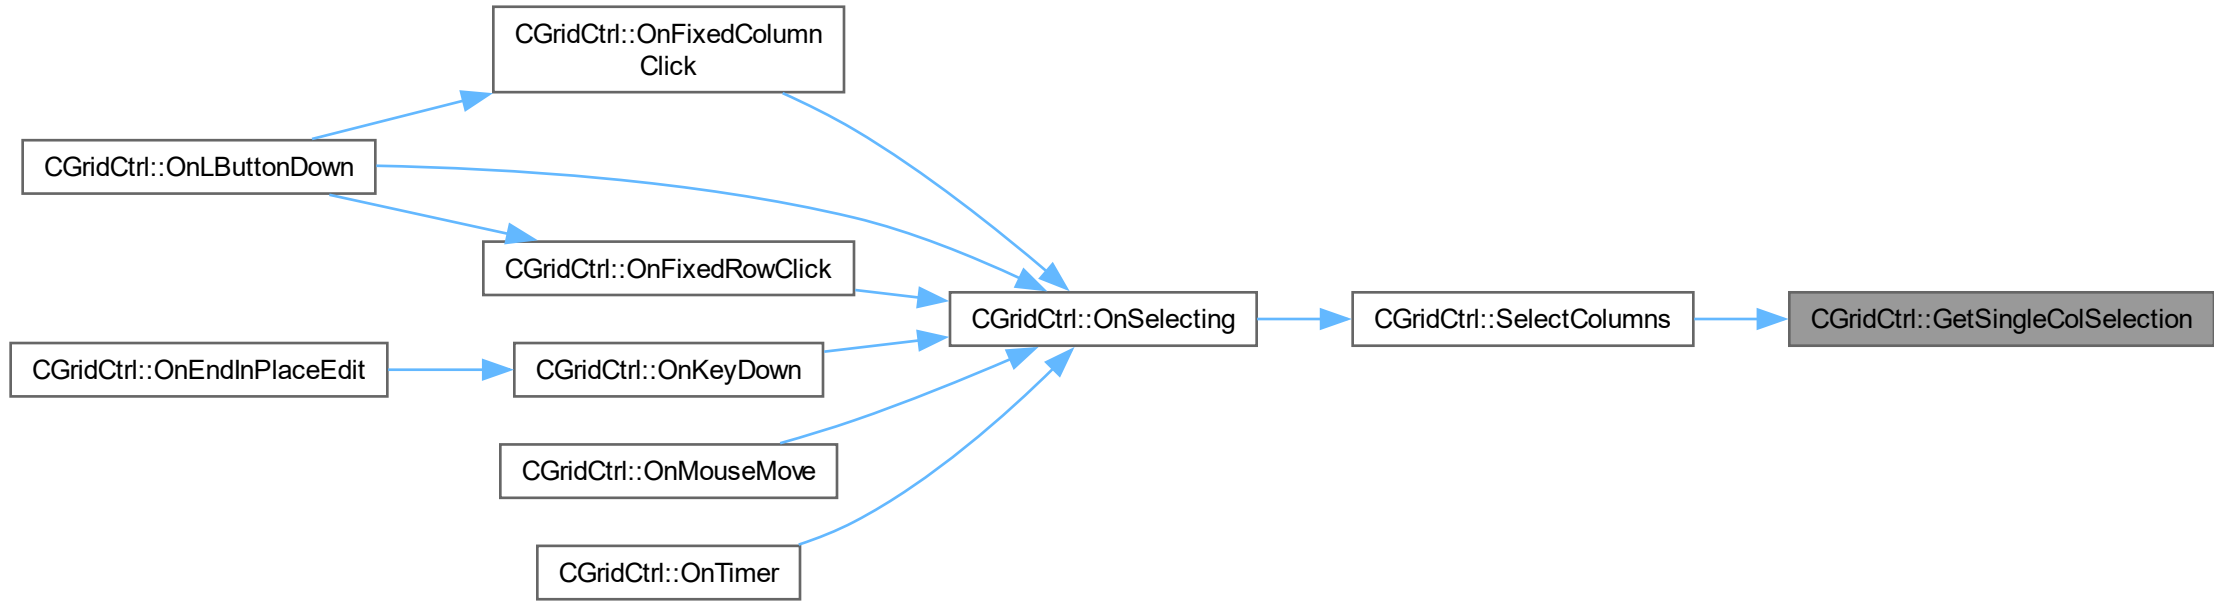 CGridCtrl::OnFixedColumn
Click
CGridCtrl::OnLButtonDown
CGridCtrl::OnFixedRowClick
CGridCtrl::OnSelecting
CGridCtrl::SelectColumns
CGridCtrl::GetSingleColSelection
CGridCtrl::OnEndInPlaceEdit
CGridCtrl::OnKeyDown
CGridCtrl::OnMouseMove
CGridCtrl::OnTimer